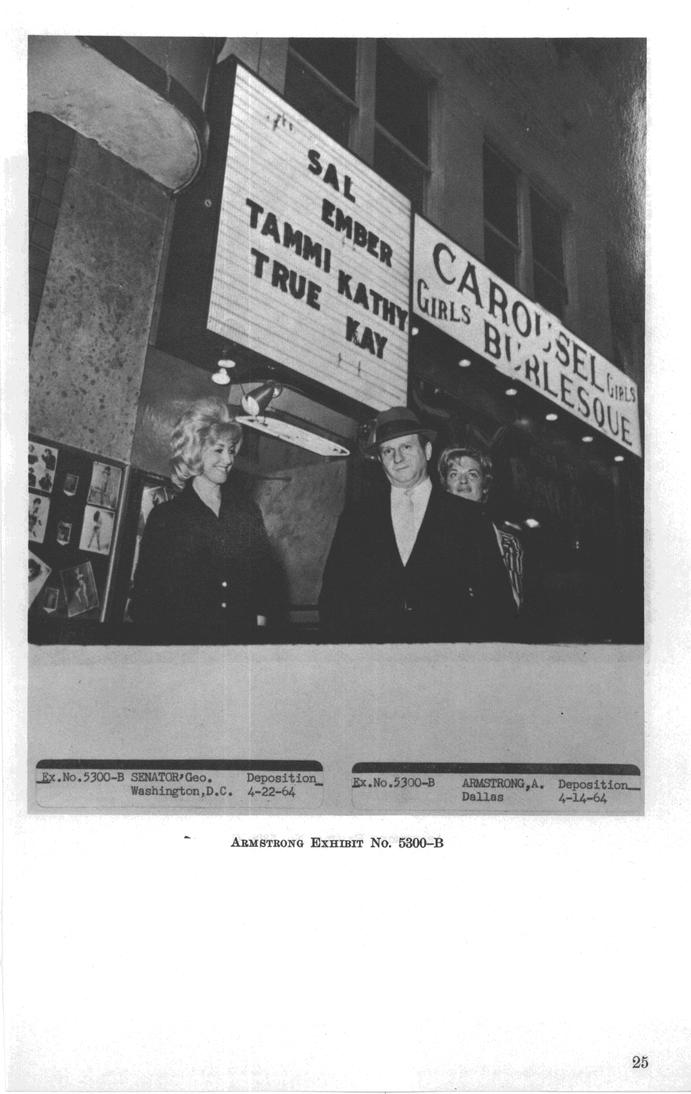 SAL
EMBER
TAMMI KATHY
TRUE KAY
CAROUSEL
GIRLS GIRLS
BURLESQUE
Ex.No.5300-B SENATOR,Geo. Deposition
Washington,D.C. 4-22-64
Ex.No.5300-B ARMSTRONG,A. Deposition
Dallas 4-14-64
ARMSTRONG EXHIBIT No. 5300–B
25